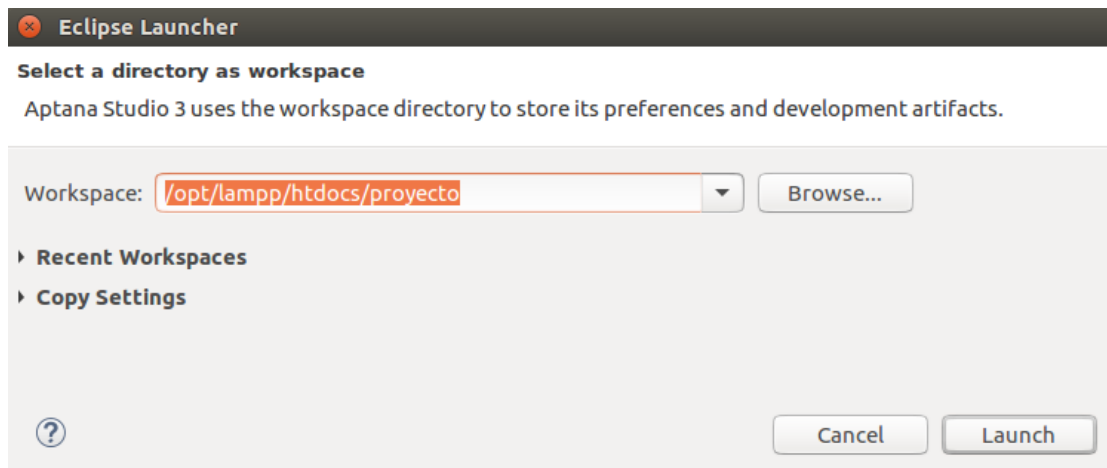 Eclipse Launcher
Select a directory as workspace
Aptana Studio 3 uses the workspace directory to store its preferences and development artifacts.
Workspace: /opt/lampp/htdocs/proyecto Browse...
Recent Workspaces
Copy Settings
? Cancel Launch